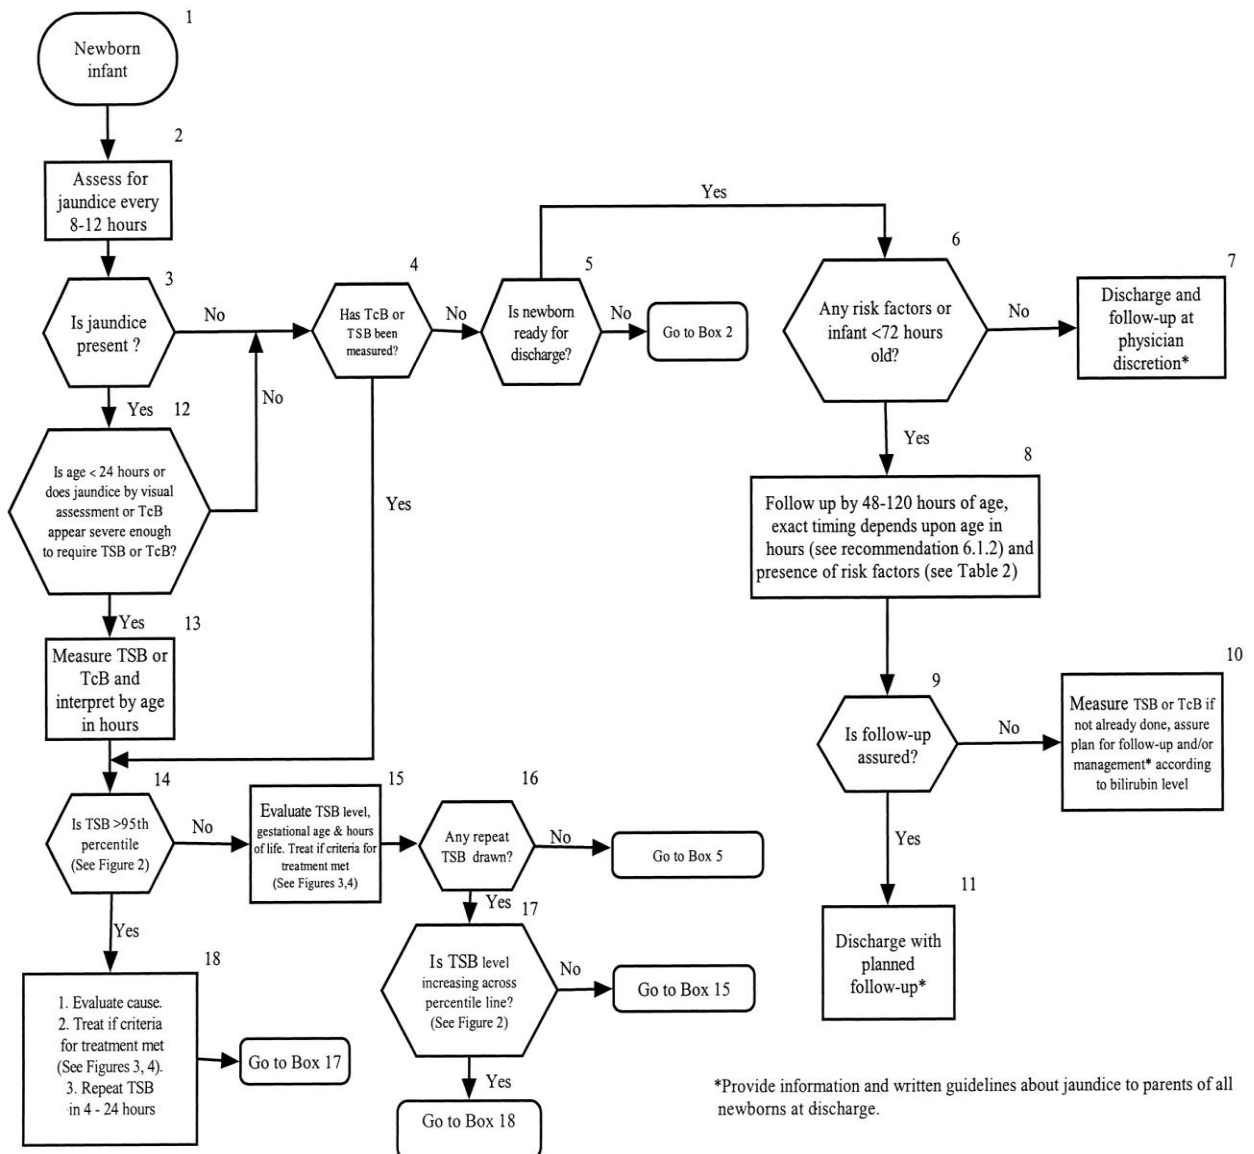 1
Newborn
infant
2
Assess for
jaundice every
8-12 hours
3
Is jaundice
present ?
No
Yes
4
Has TcB or
TSB been
measured?
No
Yes
5
Is newborn
ready for
discharge?
Yes
No
Go to Box 2
6
Any risk factors or
infant <72 hours
old?
No
Yes
7
Discharge and
follow-up at
physician
discretion*
8
Follow up by 48-120 hours of age,
exact timing depends upon age in
hours (see recommendation 6.1.2) and
presence of risk factors (see Table 2)
9
Is follow-up
assured?
No
Yes
10
Measure TSB or TcB if
not already done, assure
plan for follow-up and/or
management* according
to bilirubin level
11
Discharge with
planned
follow-up*
12
Is age < 24 hours or
does jaundice by visual
assessment or TcB
appear severe enough
to require TSB or TcB?
No
Yes
13
Measure TSB or
TcB and
interpret by age
in hours
14
Is TSB >95th
percentile
(See Figure 2)
No
Yes
15
Evaluate TSB level,
gestational age & hours
of life. Treat if criteria for
treatment met
(See Figures 3,4)
16
Any repeat
TSB drawn?
No
Go to Box 5
Yes
17
Is TSB level
increasing across
percentile line?
(See Figure 2)
No
Go to Box 15
Yes
Go to Box 18
18
1. Evaluate cause.
2. Treat if criteria
for treatment met
(See Figures 3, 4).
3. Repeat TSB
in 4 - 24 hours
Go to Box 17
*Provide information and written guidelines about jaundice to parents of all
newborns at discharge.